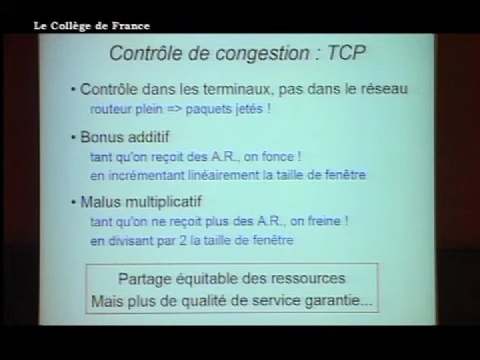 Le Collège de France
Contrôle de congestion : TCP
• Contrôle dans les terminaux, pas dans le réseau
routeur plein => paquets jetés !
• Bonus additif
tant qu'on reçoit des A.R., on fonce !
en incrémentant linéairement la taille de fenêtre
• Malus multiplicatif
tant qu'on ne reçoit plus des A.R., on freine !
en divisant par 2 la taille de fenêtre
Partage équitable des ressources
Mais plus de qualité de service garantie...